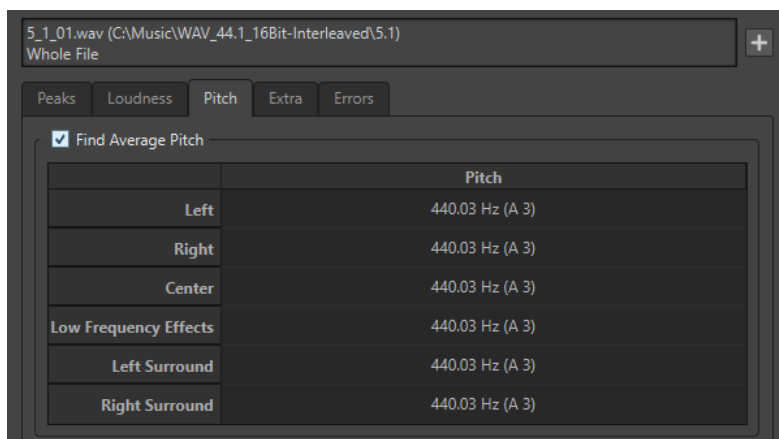 5_1_01.wav (C:\Music\WAV_44.1_16Bit-Interleaved\5.1)
Whole File
Peaks Loudness Pitch Extra Errors
Find Average Pitch
Pitch
Left 440.03 Hz (A 3)
Right 440.03 Hz (A 3)
Center 440.03 Hz (A 3)
Low Frequency Effects 440.03 Hz (A 3)
Left Surround 440.03 Hz (A 3)
Right Surround 440.03 Hz (A 3)